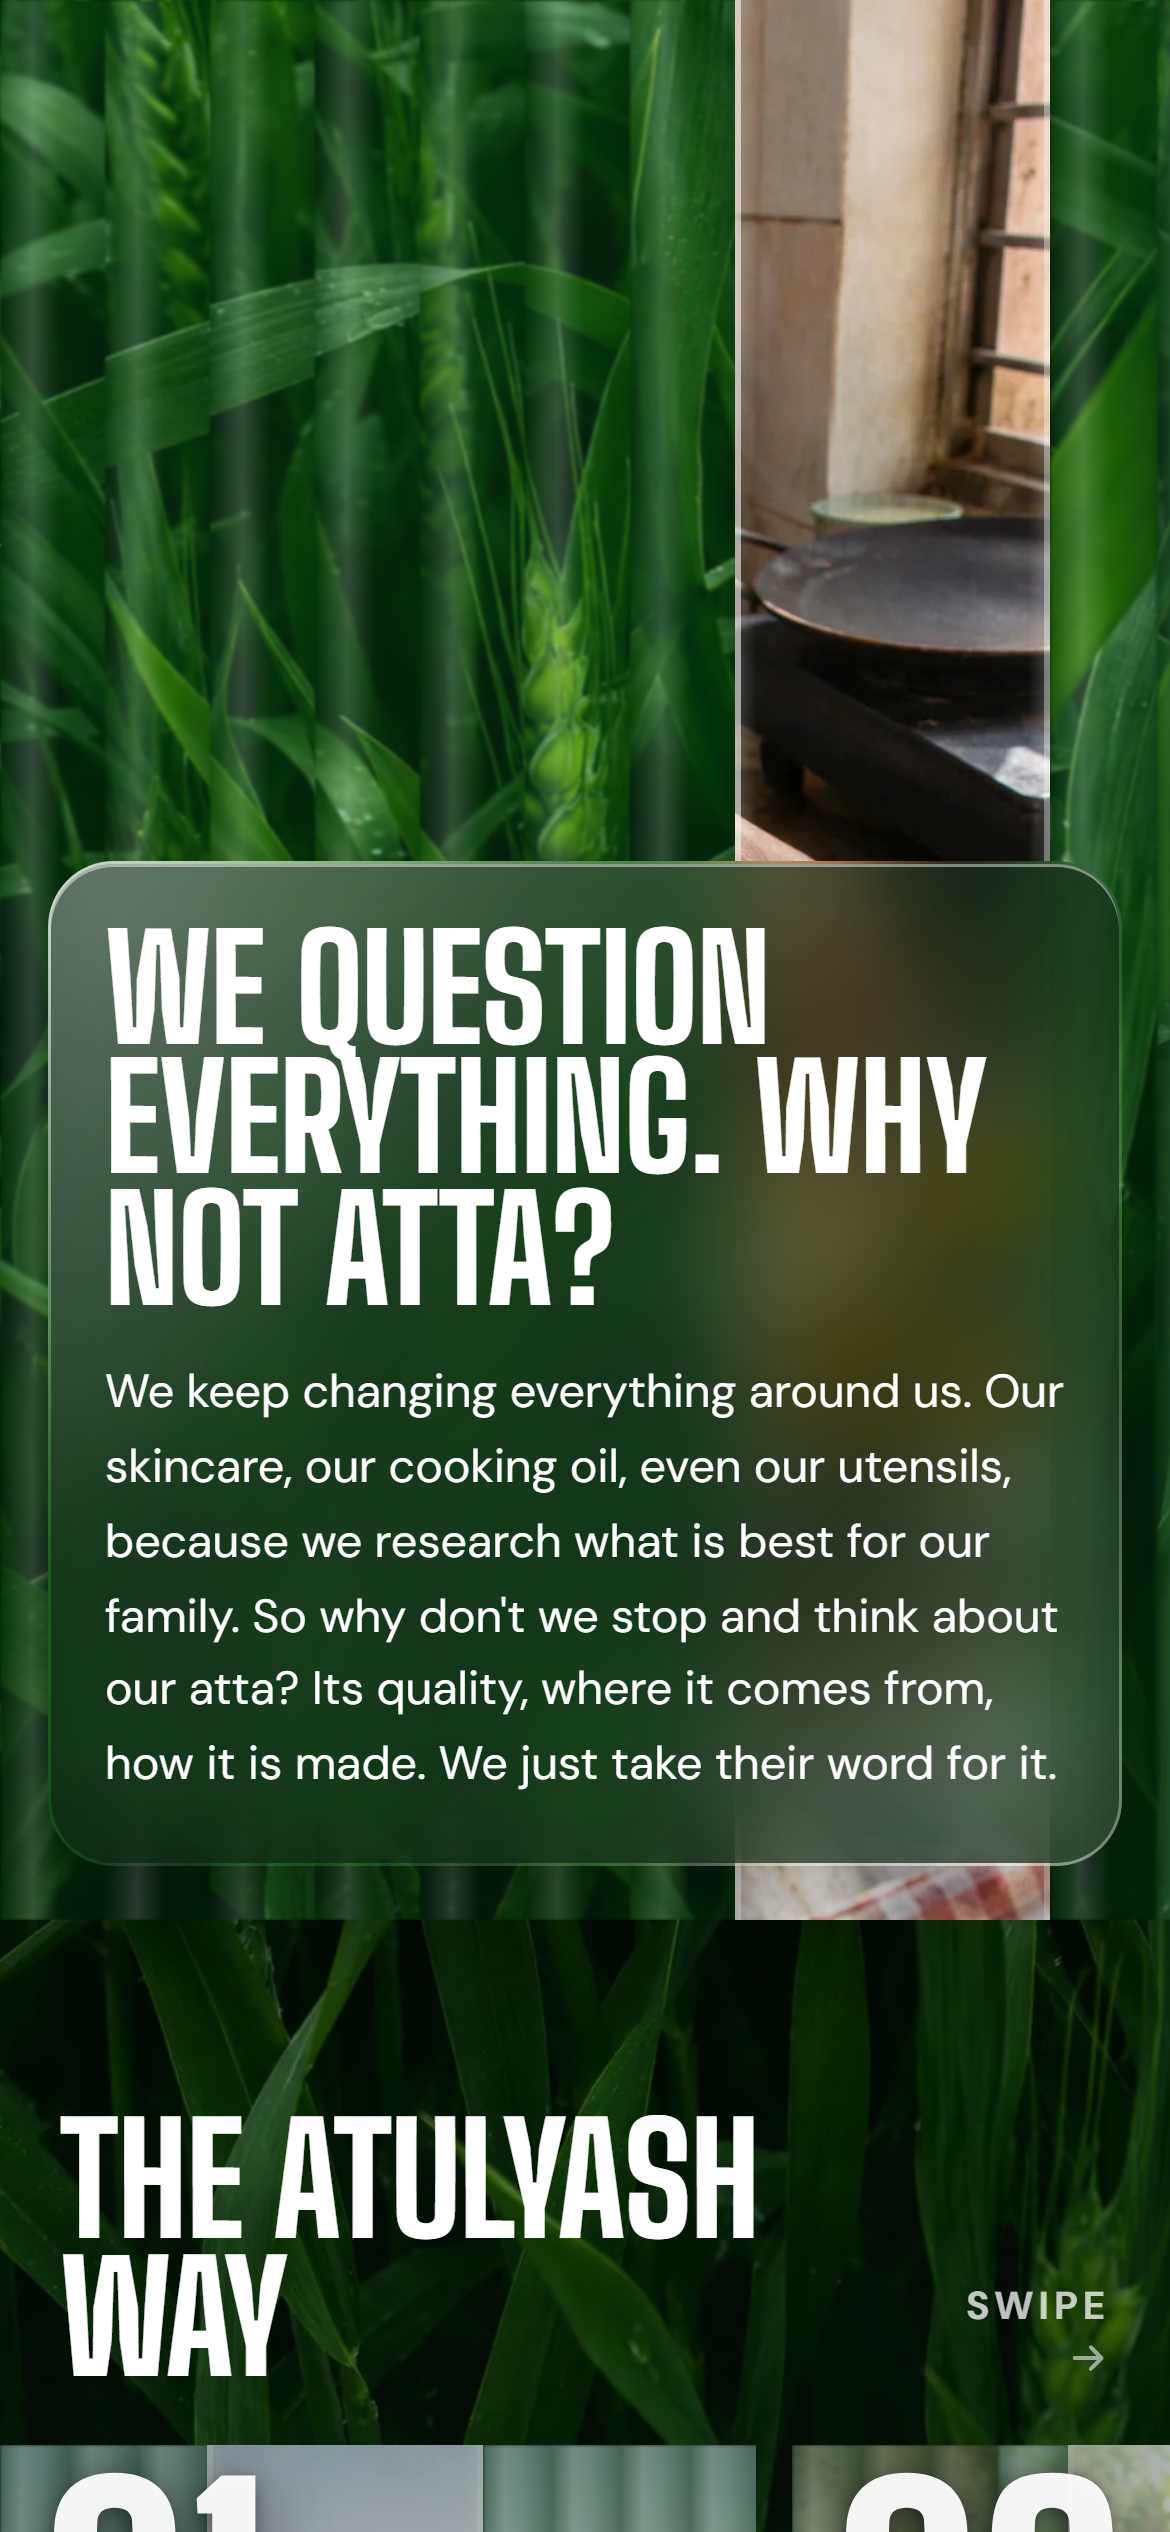 WE QUESTION
EVERYTHING. WHY
NOT ATTA?
We keep changing everything around us. Our
skincare, our cooking oil, even our utensils,
because we research what is best for our
family. So why don't we stop and think about
our atta? Its quality, where it comes from,
how it is made. We just take their word for it.
THE ATULYASH
WAY
SWIPE
→
01